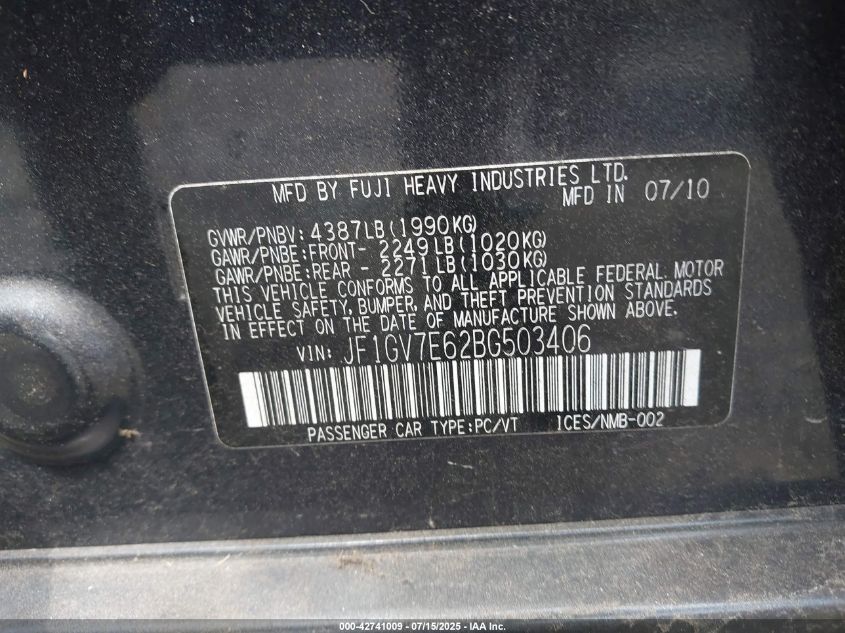 MFD BY FUJI HEAVY INDUSTRIES LTD.
MFD IN 07/10
GVWR/PNBV: 4387LB(1990KG)
GAWR/PNBE:FRONT- 2249LB(1020KG)
GAWR/PNBE:REAR - 2271LB(1030KG)
THIS VEHICLE CONFORMS TO ALL APPLICABLE FEDERAL MOTOR
VEHICLE SAFETY, BUMPER, AND THEFT PREVENTION STANDARDS
IN EFFECT ON THE DATE OF MANUFACTURE SHOWN ABOVE.
VIN: JF1GV7E62BG503406
PASSENGER CAR TYPE:PC/VT ICES/NMB-002
000-42741009 - 07/15/2025 - IAA Inc.